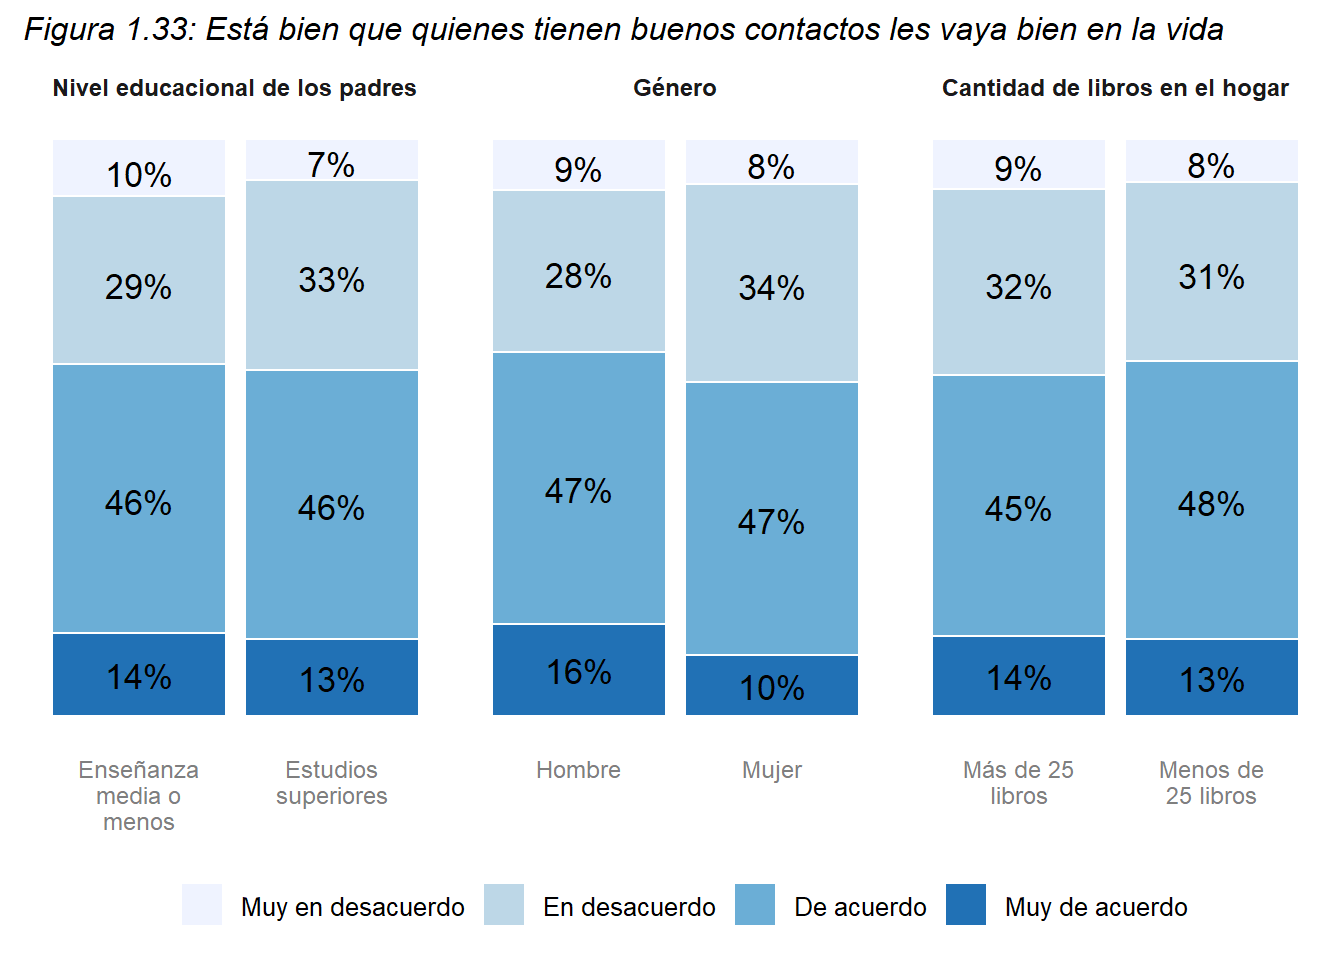 Figura 1.33: Está bien que quienes tienen buenos contactos les vaya bien en la vida
Nivel educacional de los padres
10%
7%
29%
33%
46%
46%
14%
13%
Enseñanza
media o
menos
Estudios
superiores
Género
9%
8%
28%
34%
47%
47%
16%
10%
Hombre
Mujer
Cantidad de libros en el hogar
9%
8%
32%
31%
45%
48%
14%
13%
Más de 25
libros
Menos de
25 libros
Muy en desacuerdo
En desacuerdo
De acuerdo
Muy de acuerdo